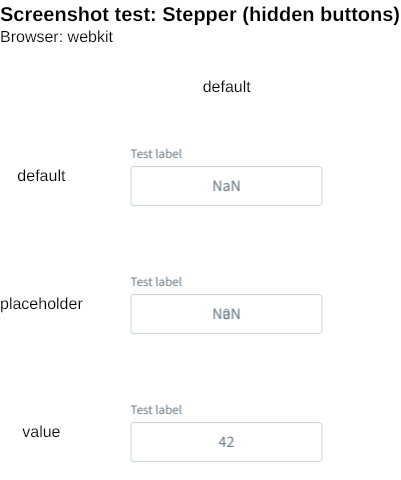 Screenshot test: Stepper (hidden buttons)
Browser: webkit
default
Test label
default
NaN
Test label
placeholder
Test label
value
42